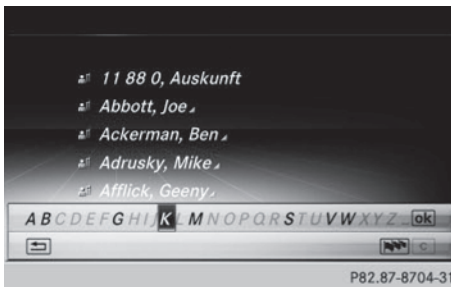 11 88 0, Auskunft
Abbott, Joe
Ackerman, Ben
Adrusky, Mike
Afflick, Geeny
A B C D E F G H I J K L M N O P Q R S T U V W X Y Z _ ok
C
P82.87-8704-31